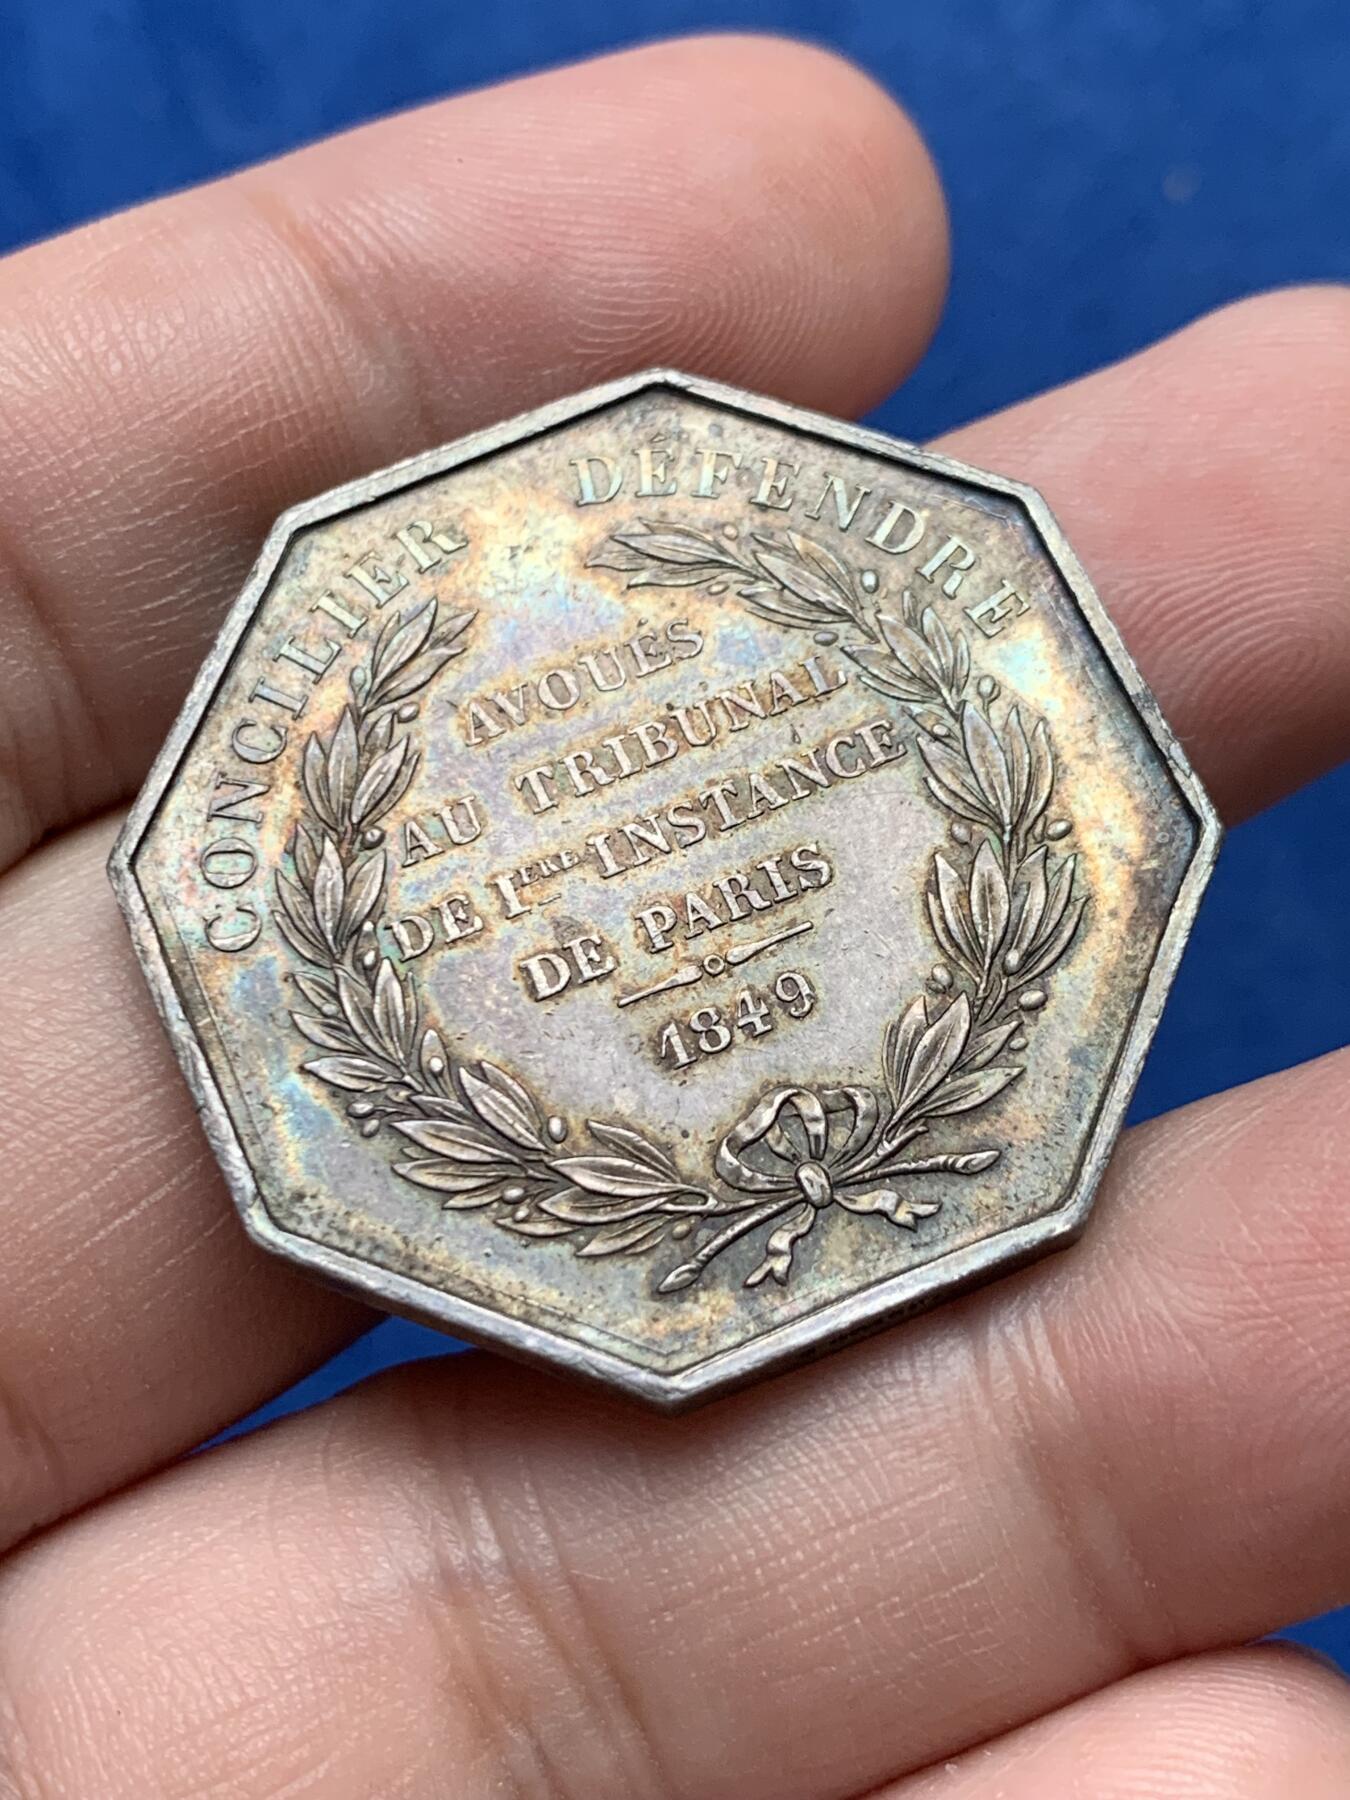 CONCILIER DÉFENDRE
AVOUÉS
AU TRIBUNAL
DE 1ERE INSTANCE
DE PARIS
1849